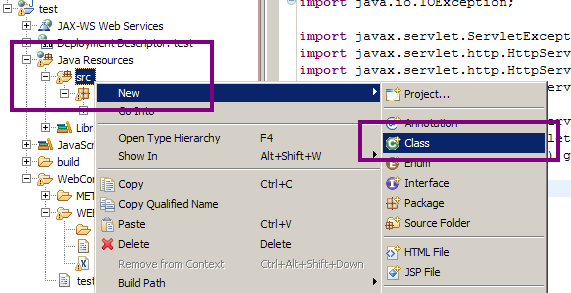 test
JAX-WS Web Services
Deployment Descriptor: test
Java Resources
src
Libr
JavaScr
build
WebCon
MET
WEB
test
import java.io.IOException;
import javax.servlet.ServletExcept
import javax.servlet.http.HttpServ
import javax.servlet.http.HttpServ
New
Go Into
Open Type Hierarchy F4
Show In Alt+Shift+W
Copy Ctrl+C
Copy Qualified Name
Paste Ctrl+V
Delete Delete
Remove from Context Ctrl+Alt+Shift+Down
Build Path
Project...
Annotation
Class
Enum
Interface
Package
Source Folder
HTML File
JSP File